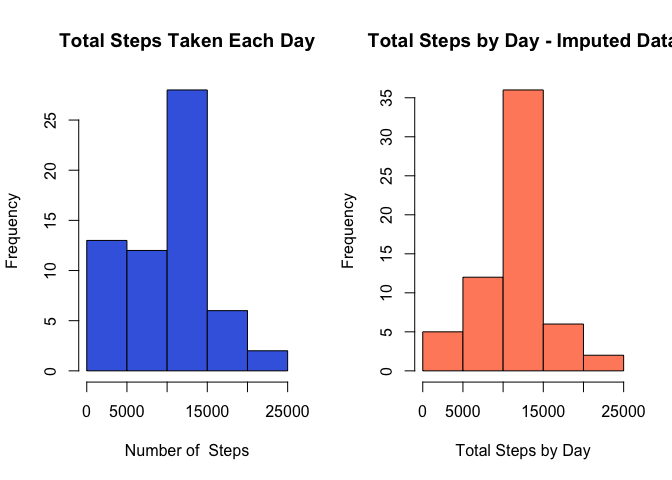 Total Steps Taken Each Day
Frequency
0 5 10 15 20 25
0 5000 15000 25000
Number of  Steps
Total Steps by Day - Imputed Data
Frequency
0 5 10 15 20 25 30 35
0 5000 15000 25000
Total Steps by Day